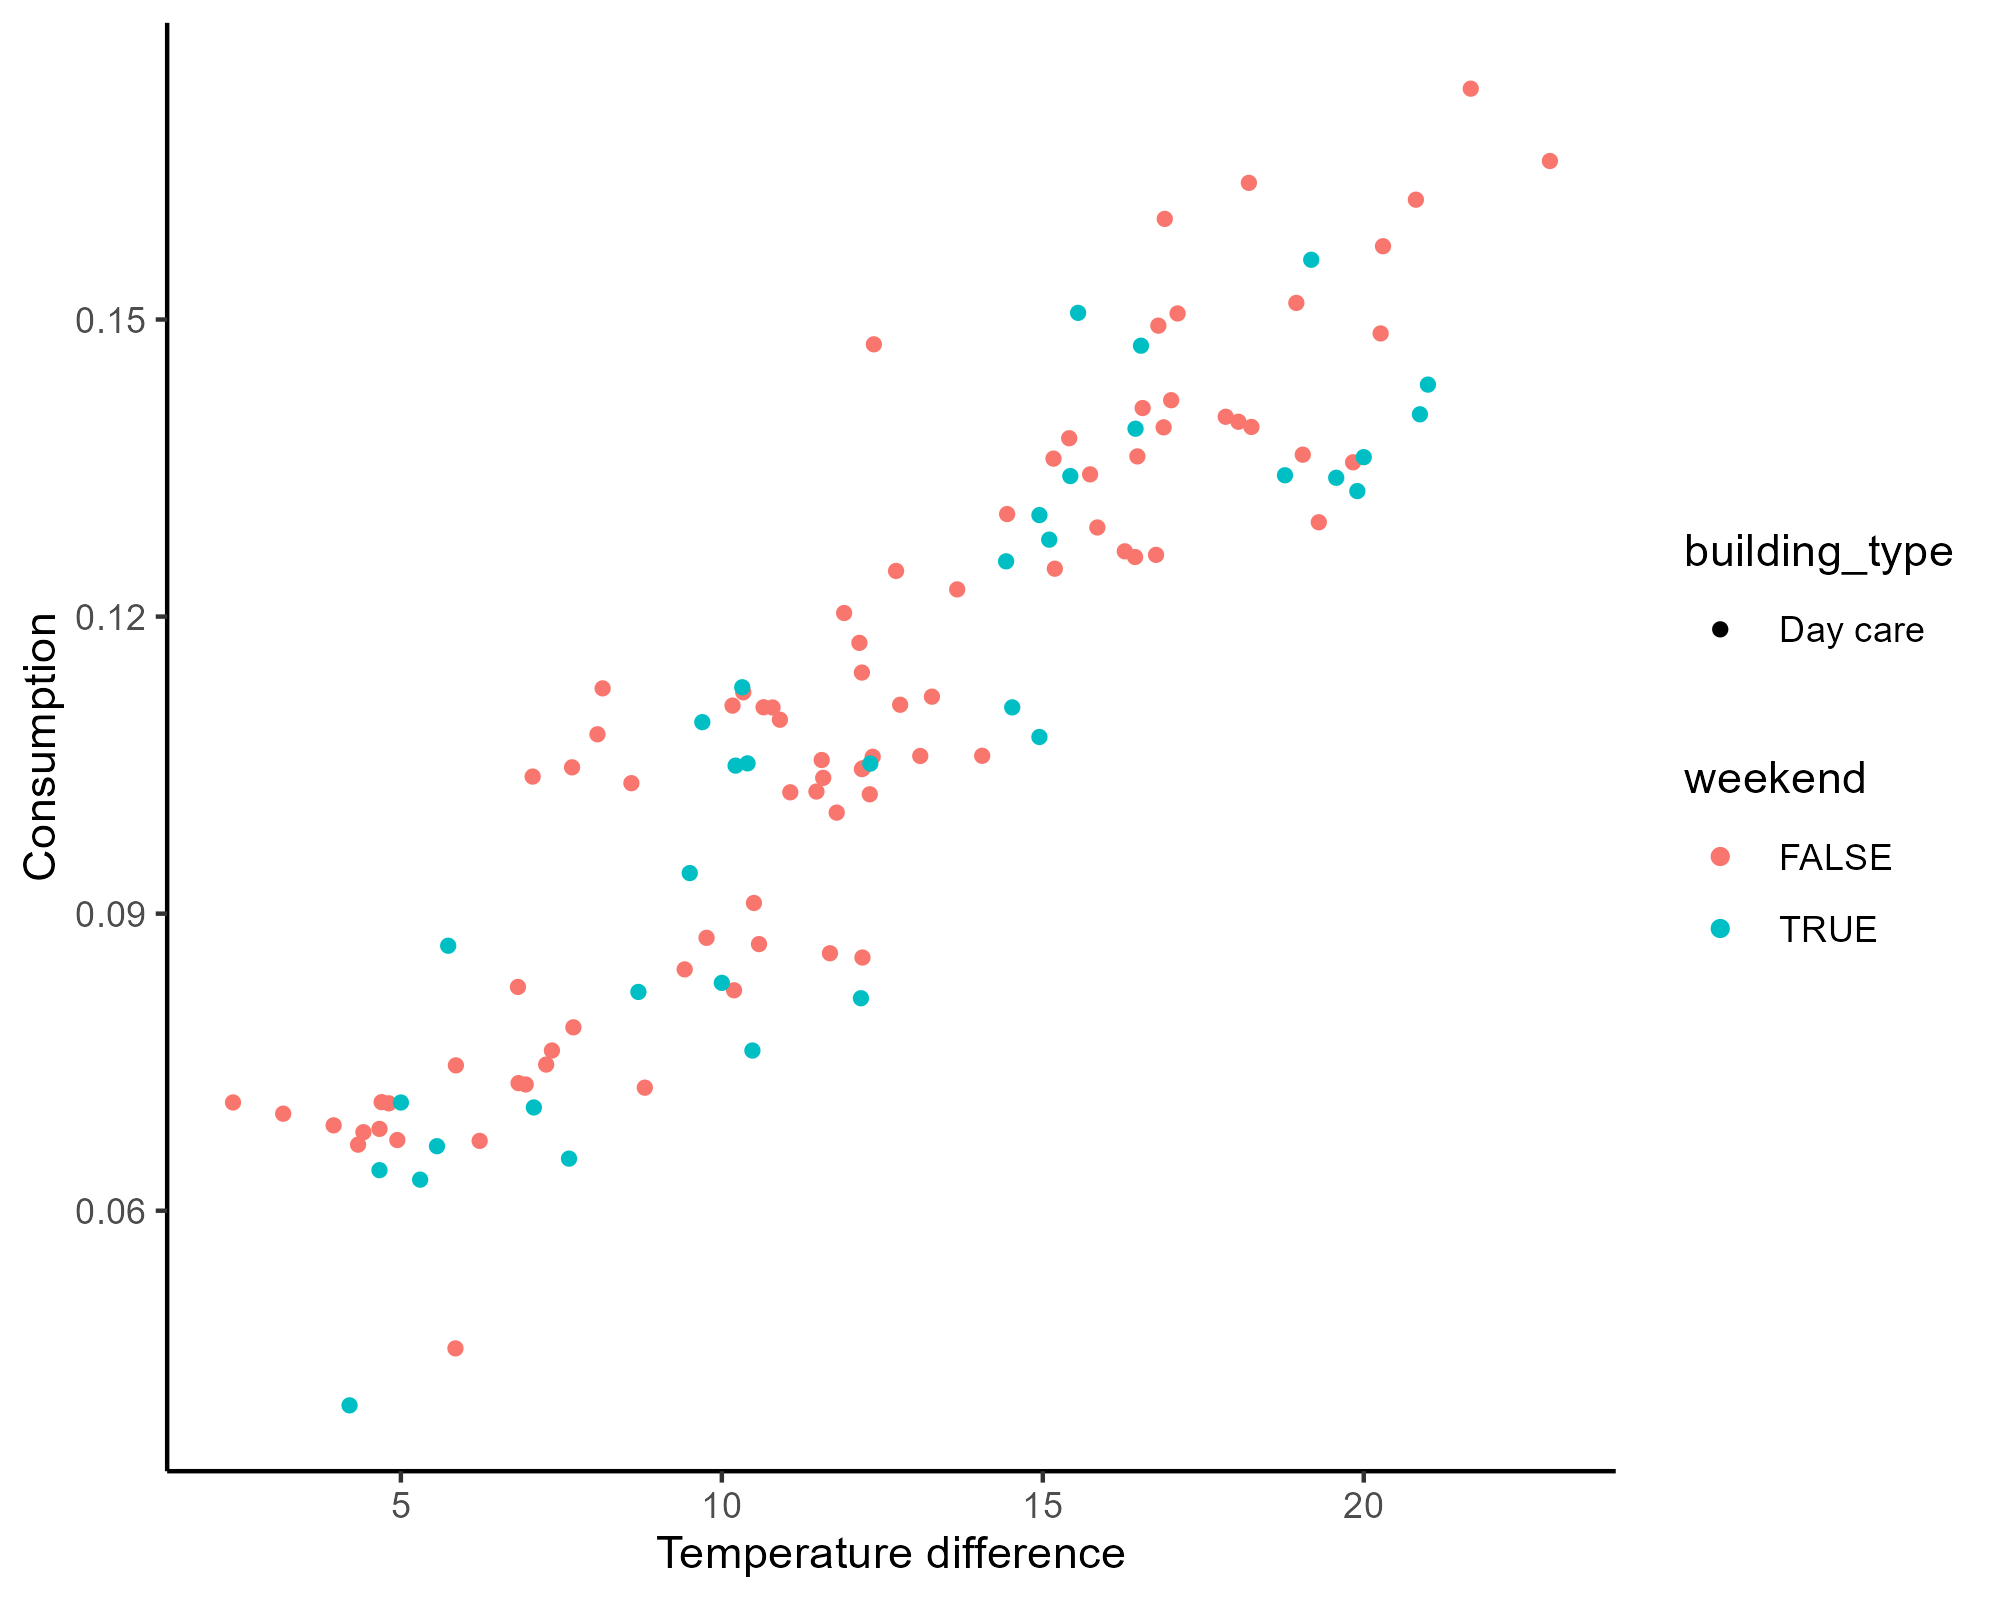 Consumption
0.15
0.12
0.09
0.06
5
10
15
20
Temperature difference
building_type
Day care
weekend
FALSE
TRUE